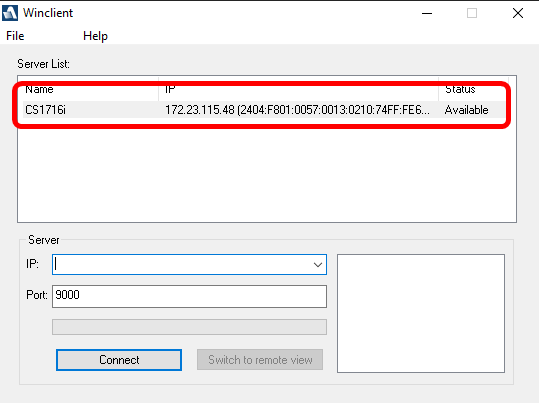 Winclient
File Help
Server List:
Name IP Status
CS1716i 172.23.115.48 (2404:F801:0057:0013:0210:74FF:FE6... Available
Server
IP:
Port: 9000
Connect Switch to remote view